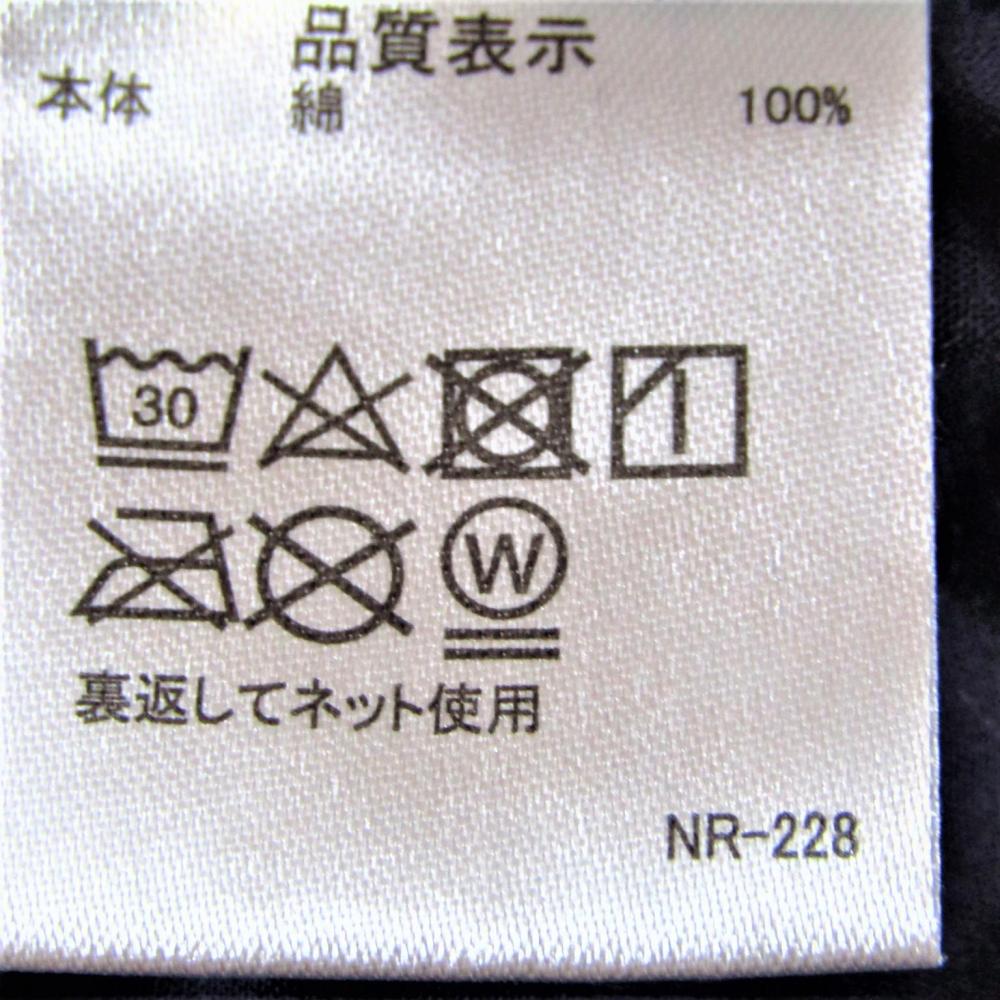 品質表示
本体 綿 100%
30
W
裏返してネット使用
NR-228